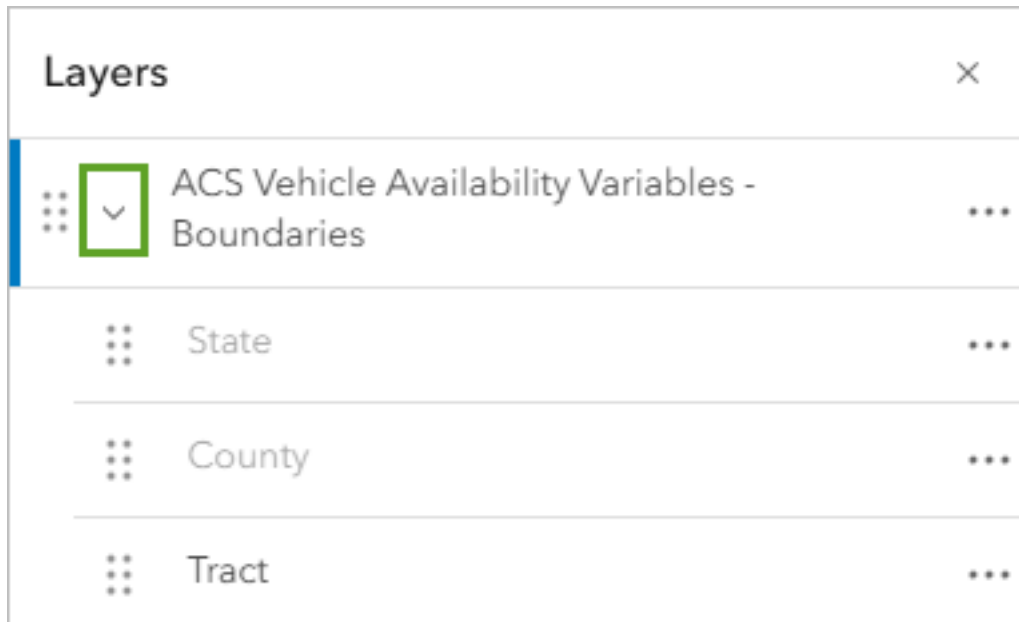 Layers
ACS Vehicle Availability Variables -
Boundaries
State
County
Tract